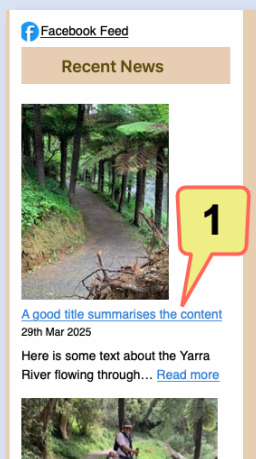 Facebook Feed
Recent News
1
A good title summarises the content
29th Mar 2025
Here is some text about the Yarra
River flowing through… Read more